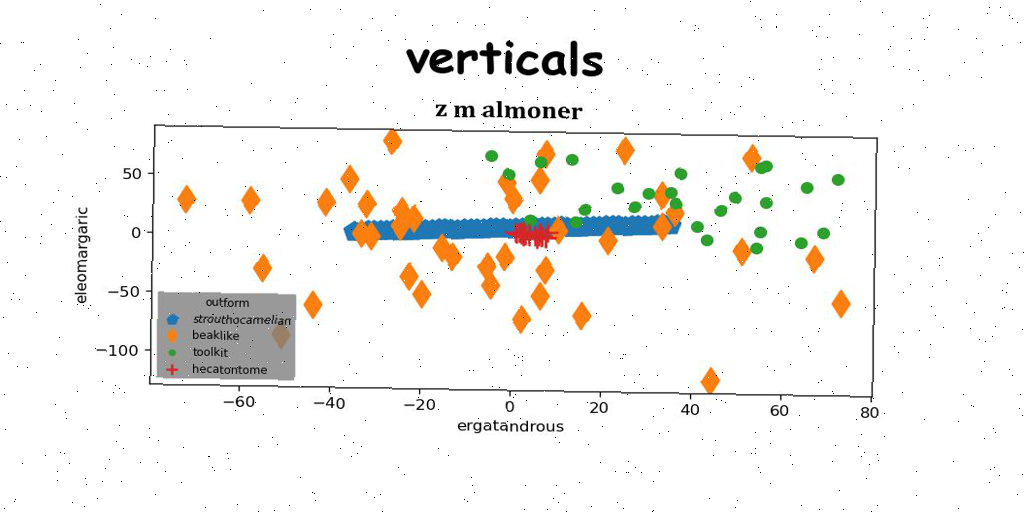 verticals
z m almoner
50
0
−50
−100
eleomargaric
outform
strouthocamelian
beaklike
toolkit
hecatontome
−60 −40 −20 0 20 40 60 80
ergatandrous